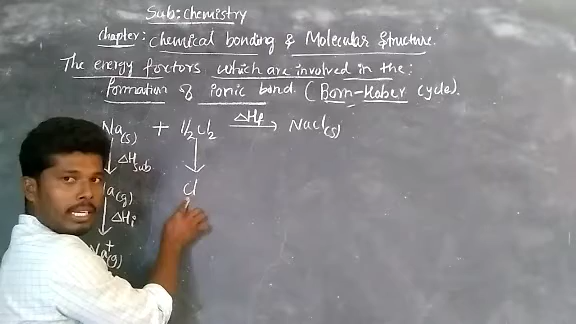 Sub: Chemistry
chapter: chemical bonding & Molecular structure.
The energy factors which are involved in the
formation of ionic bond. (Born-Haber cycle).
Na(s) + 1/2 Cl2 ΔHf → NaCl(s)
↓ ΔHsub ↓
a(g) Cl
↓ ΔHi
Na+(g)